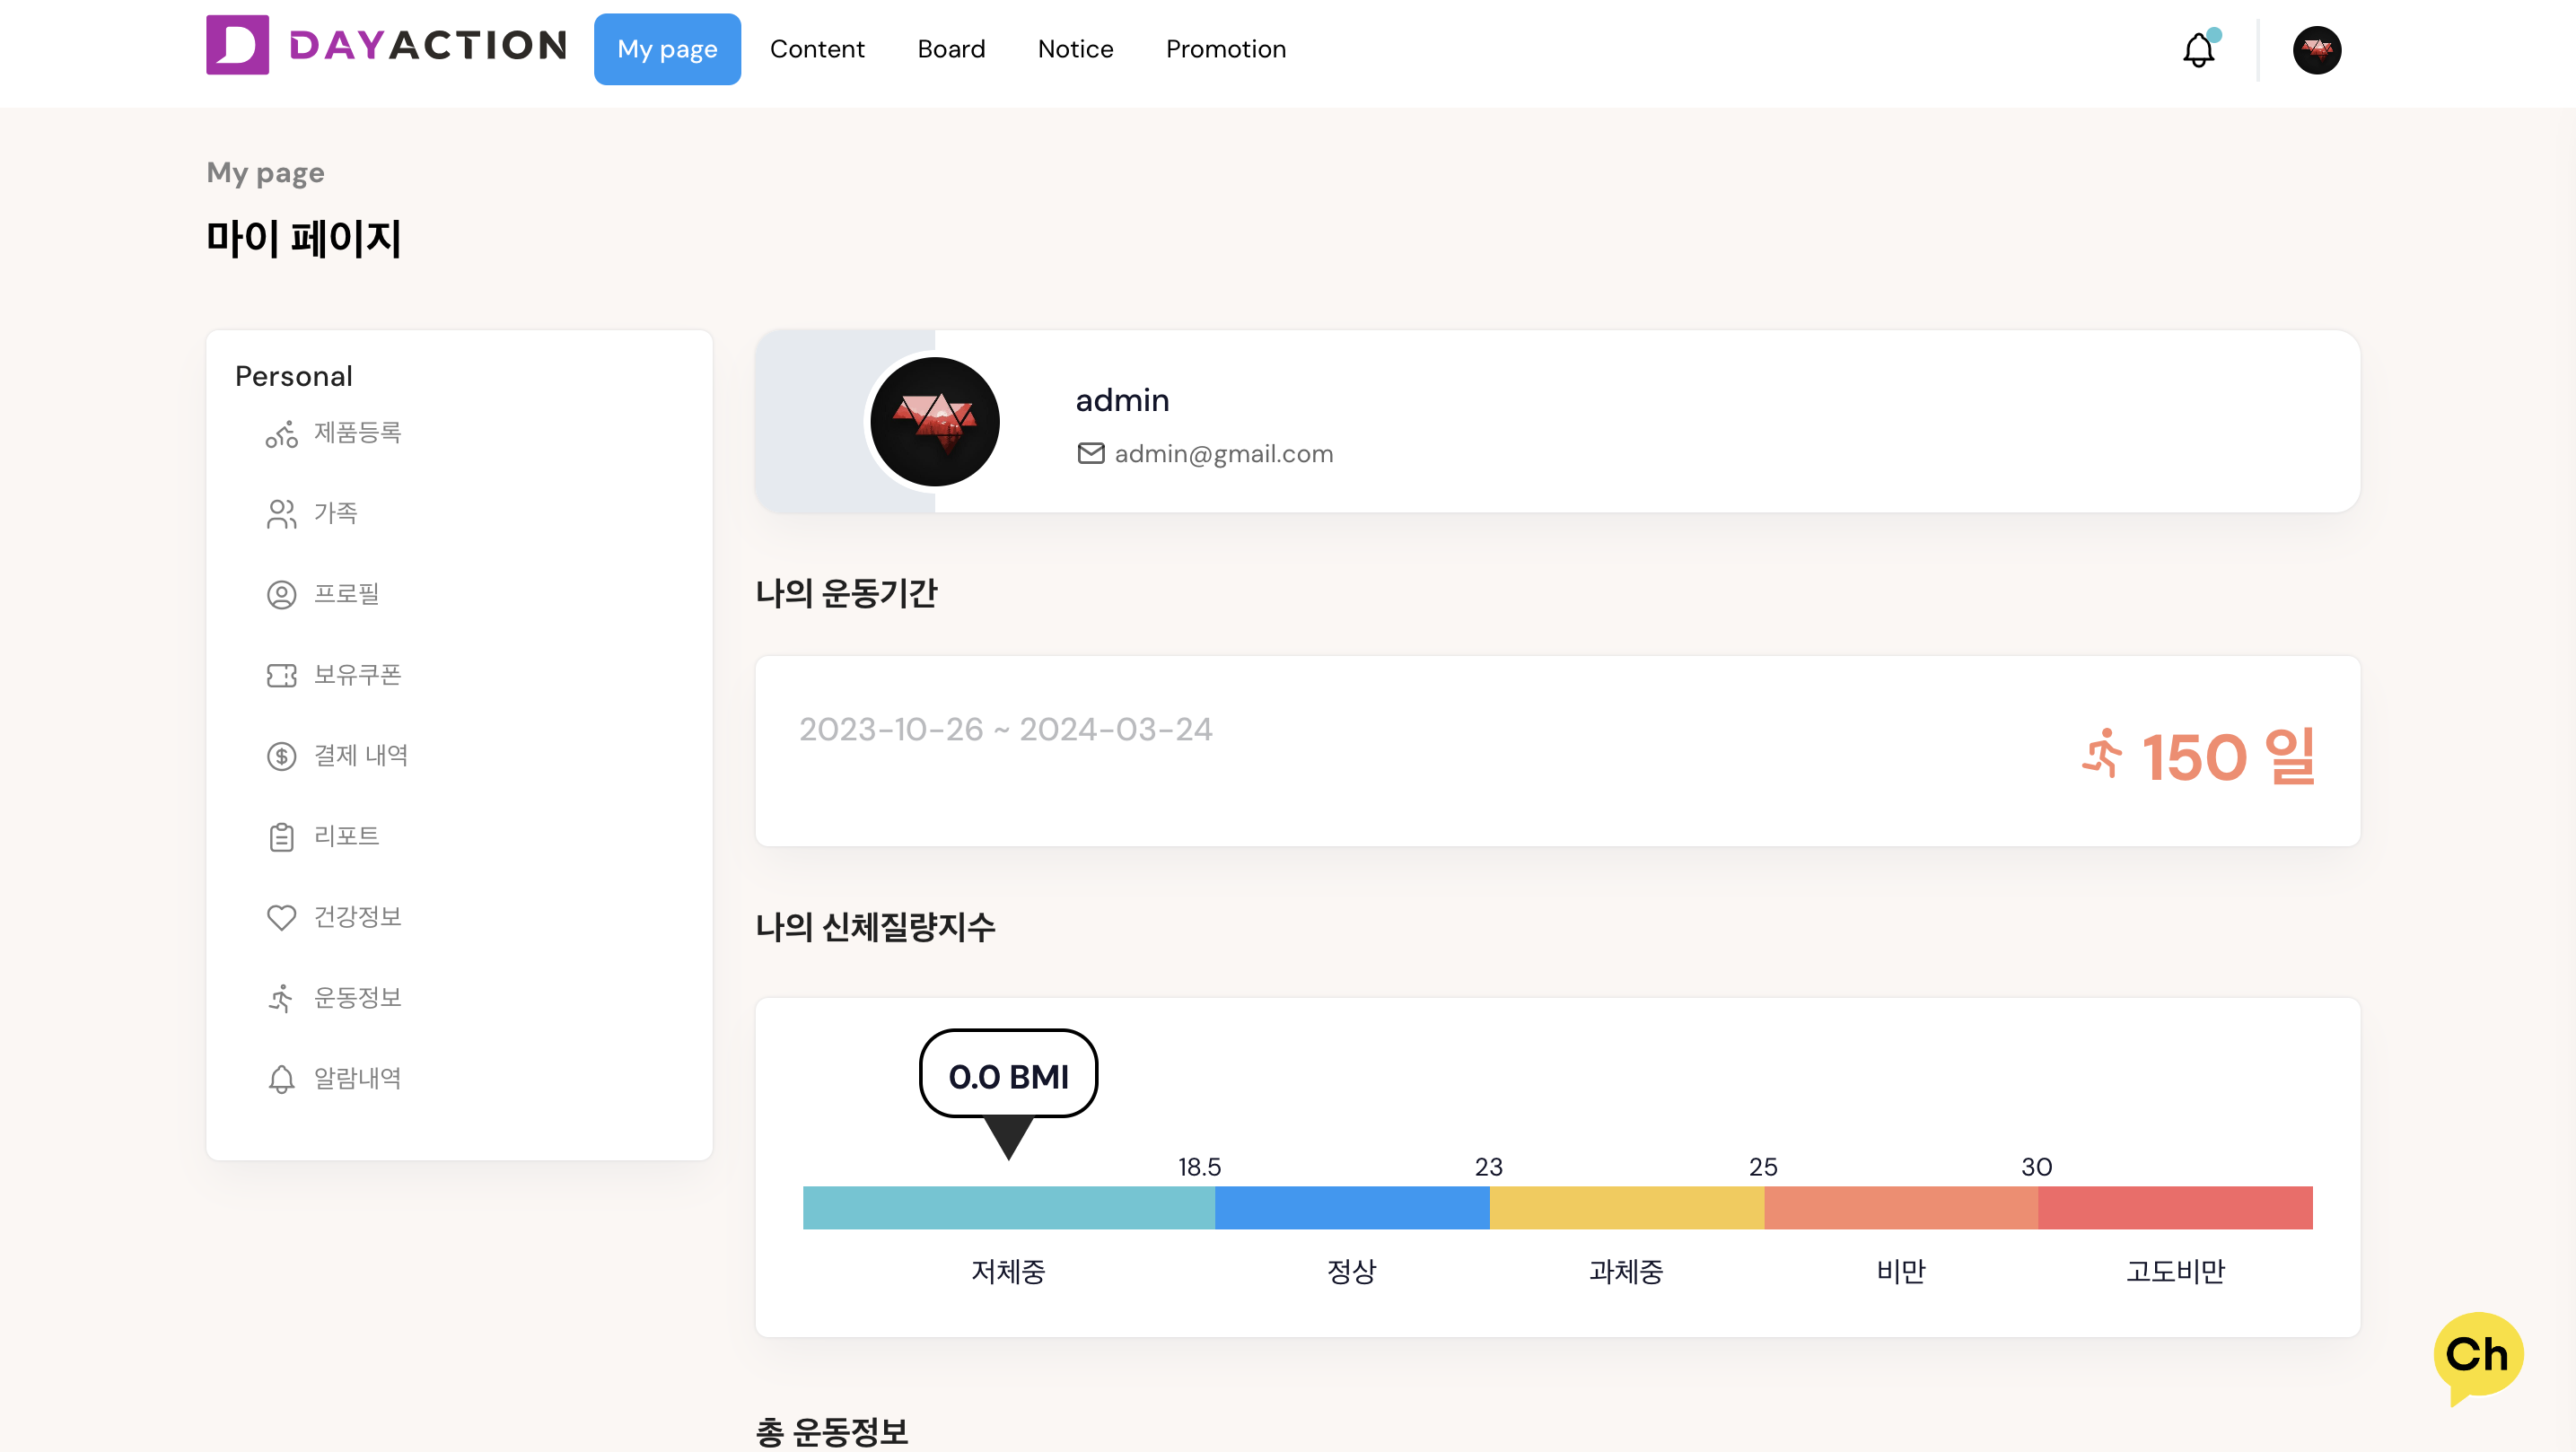 DAYACTION
My page
Content
Board
Notice
Promotion
My page
마이 페이지
Personal
제품등록
가족
프로필
보유쿠폰
결제 내역
리포트
건강정보
운동정보
알람내역
admin
admin@gmail.com
나의 운동기간
2023-10-26 ~ 2024-03-24
150 일
나의 신체질량지수
0.0 BMI
18.5 23 25 30
저체중 정상 과체중 비만 고도비만
총 운동정보
Ch